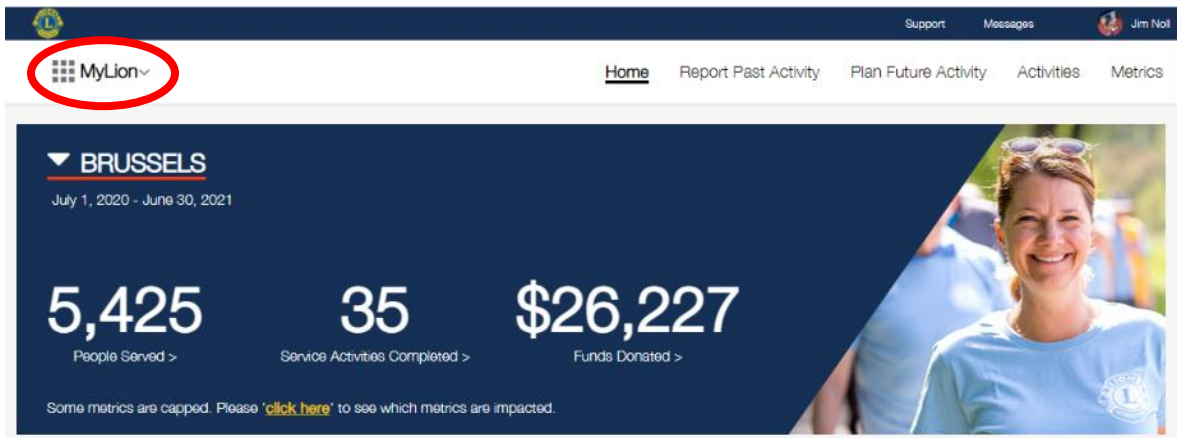 Support Messages Jim Noll
MyLion
Home Report Past Activity Plan Future Activity Activities Metrics
BRUSSELS
July 1, 2020 - June 30, 2021
5,425 35 $26,227
People Served > Service Activities Completed > Funds Donated >
Some metrics are capped. Please 'click here' to see which metrics are impacted.